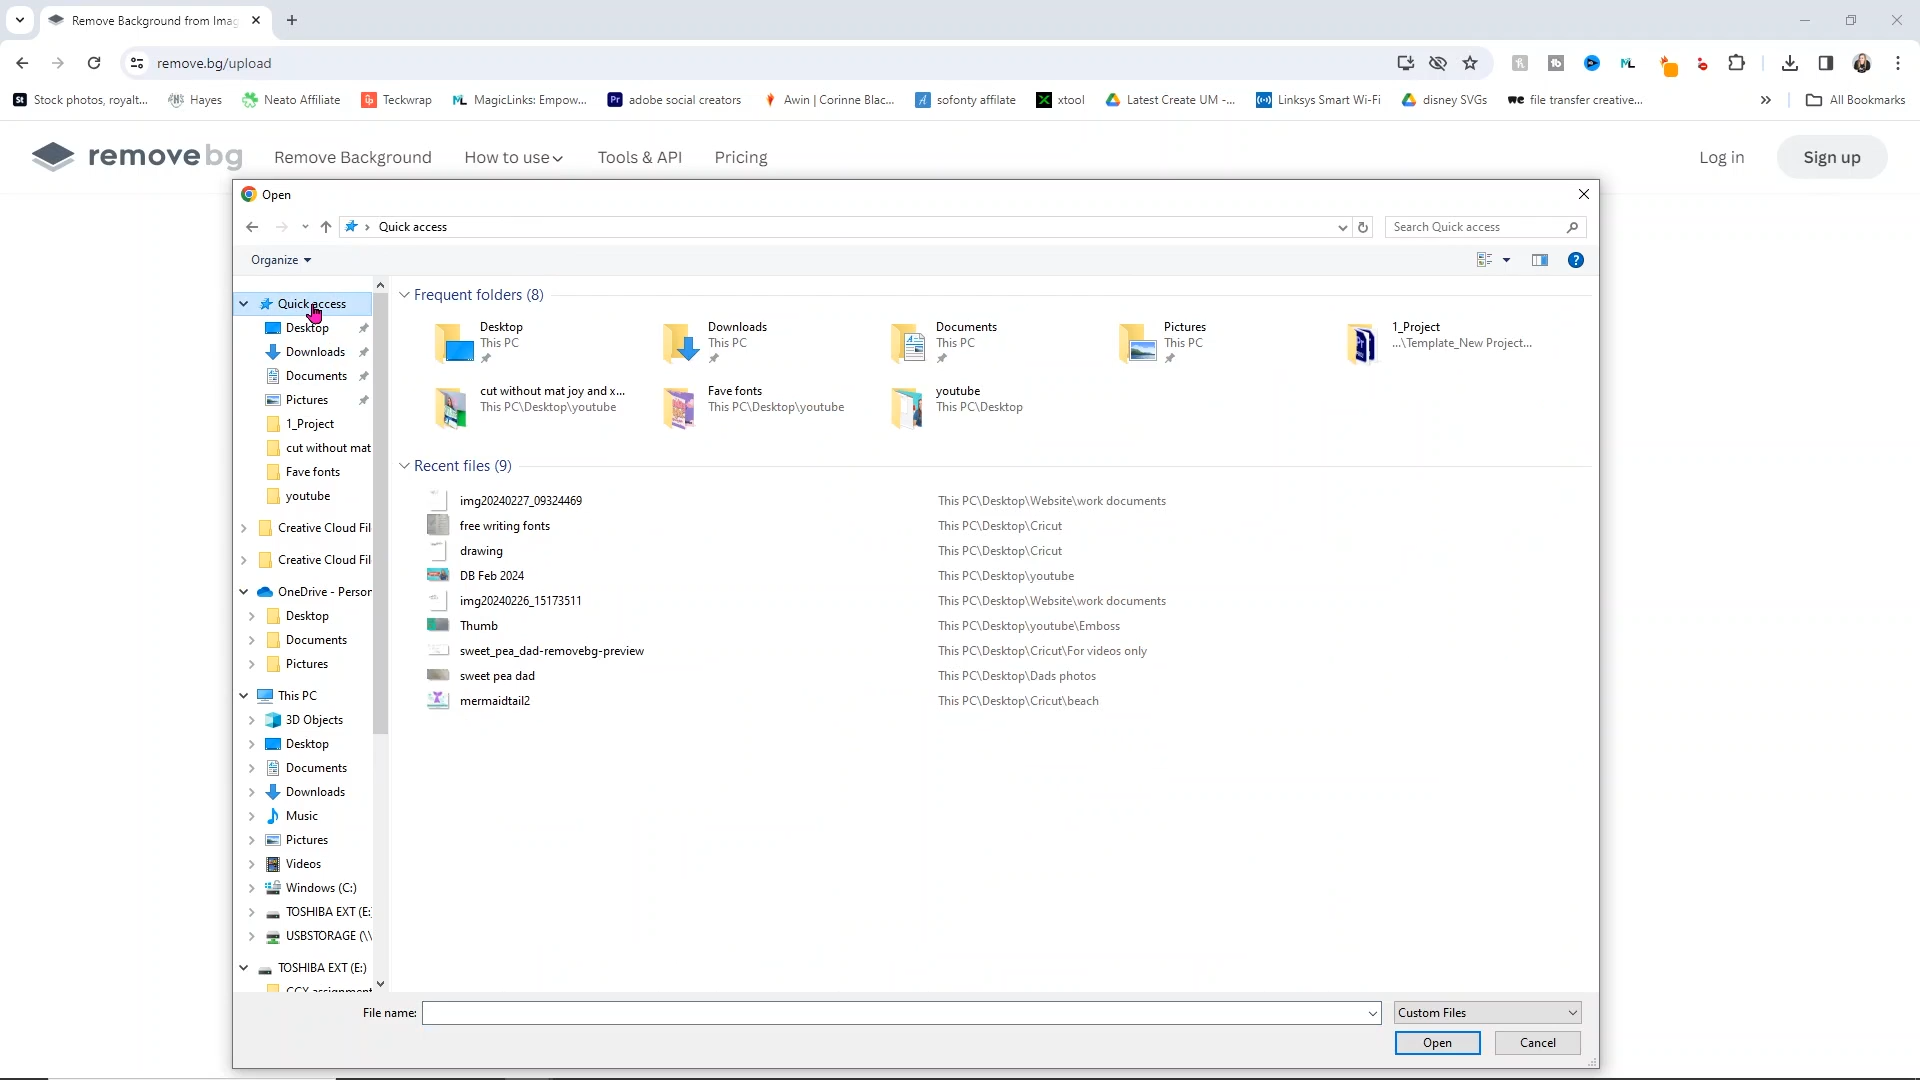 Remove Background from Imag
remove.bg/upload
Stock photos, royalt...
Hayes
Neato Affiliate
Teckwrap
MagicLinks: Empow...
adobe social creators
Awin | Corinne Blac...
sofonty affilate
xtool
Latest Create UM -...
Linksys Smart Wi-Fi
disney SVGs
file transfer creative...
All Bookmarks
removebg
Remove Background
How to use
Tools & API
Pricing
Log in
Sign up
Open
Quick access
Search Quick access
Organize
Quick access
Desktop
Downloads
Documents
Pictures
1_Project
cut without mat
Fave fonts
youtube
Creative Cloud Fil
Creative Cloud Fil
OneDrive - Person
Desktop
Documents
Pictures
This PC
3D Objects
Desktop
Documents
Downloads
Music
Pictures
Videos
Windows (C:)
TOSHIBA EXT (E:
USBSTORAGE (\\
TOSHIBA EXT (E:)
CCX assignment
Frequent folders (8)
Desktop
This PC
Downloads
This PC
Documents
This PC
Pictures
This PC
1_Project
...\Template_New Project...
cut without mat joy and x...
This PC\Desktop\youtube
Fave fonts
This PC\Desktop\youtube
youtube
This PC\Desktop
Recent files (9)
img20240227_09324469 This PC\Desktop\Website\work documents
free writing fonts This PC\Desktop\Cricut
drawing This PC\Desktop\Cricut
DB Feb 2024 This PC\Desktop\youtube
img20240226_15173511 This PC\Desktop\Website\work documents
Thumb This PC\Desktop\youtube\Emboss
sweet_pea_dad-removebg-preview This PC\Desktop\Cricut\For videos only
sweet pea dad This PC\Desktop\Dads photos
mermaidtail2 This PC\Desktop\Cricut\beach
File name:
Custom Files
Open
Cancel